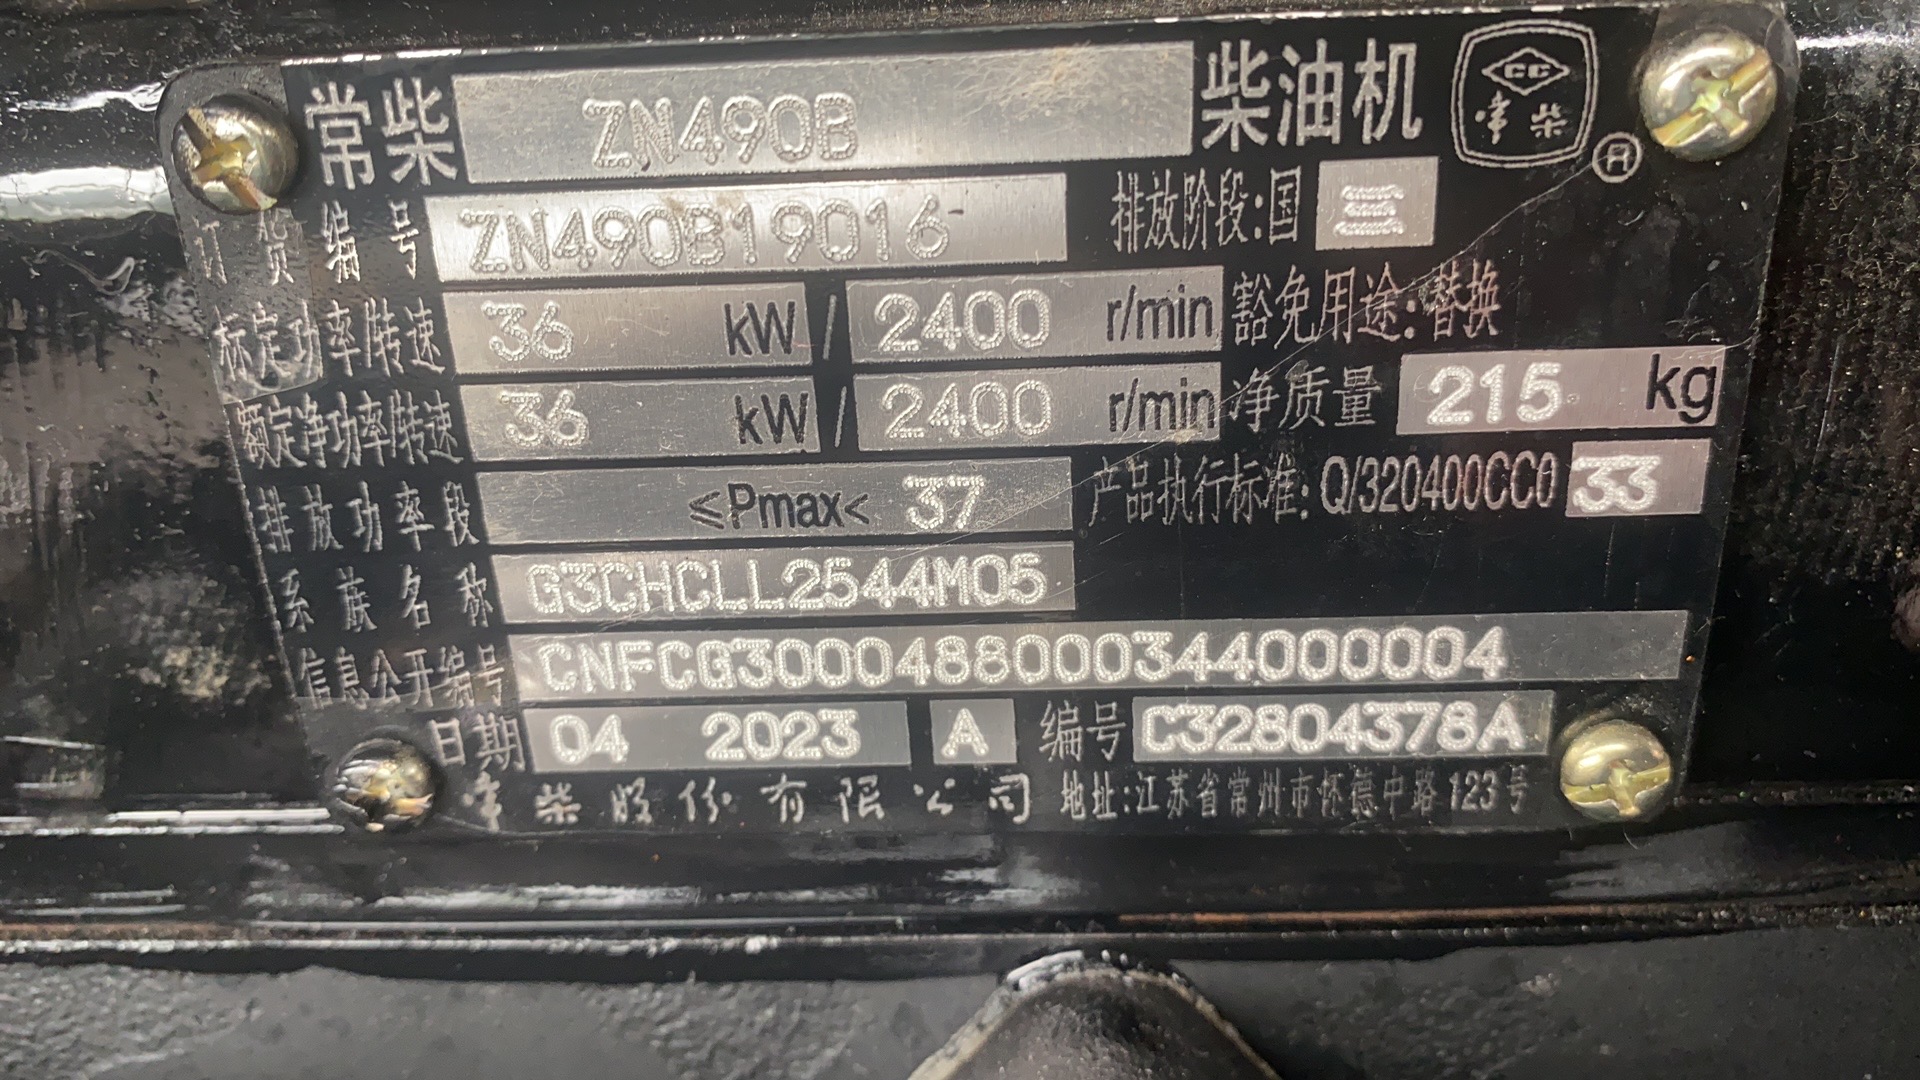 常柴 ZN490B 柴油机 CC 常柴 ®
订货编号 ZN490B19016 排放阶段:国 三
标定功率/转速 36 kW / 2400 r/min 豁免用途:替换
额定净功率/转速 36 kW / 2400 r/min 净质量 215 kg
排放功率段 ≤Pmax< 37 产品执行标准: Q/320400CC0 33
系族名称 G3CHCLL2544M05
信息公开编号 CNFCG3000488000344000004
日期 04 2023 A 编号 C32804378A
常柴股份有限公司 地址:江苏省常州市怀德中路123号